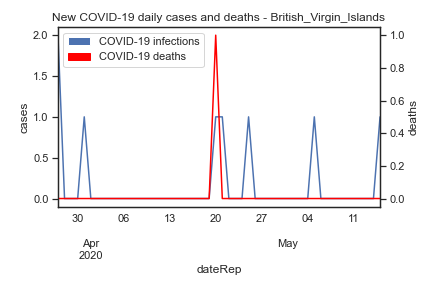 New COVID-19 daily cases and deaths - British_Virgin_Islands
COVID-19 infections
COVID-19 deaths
2.0
1.5
1.0
0.5
0.0
cases
1.0
0.8
0.6
0.4
0.2
0.0
deaths
30 06 13 20 27 04 11
Apr May
2020
dateRep